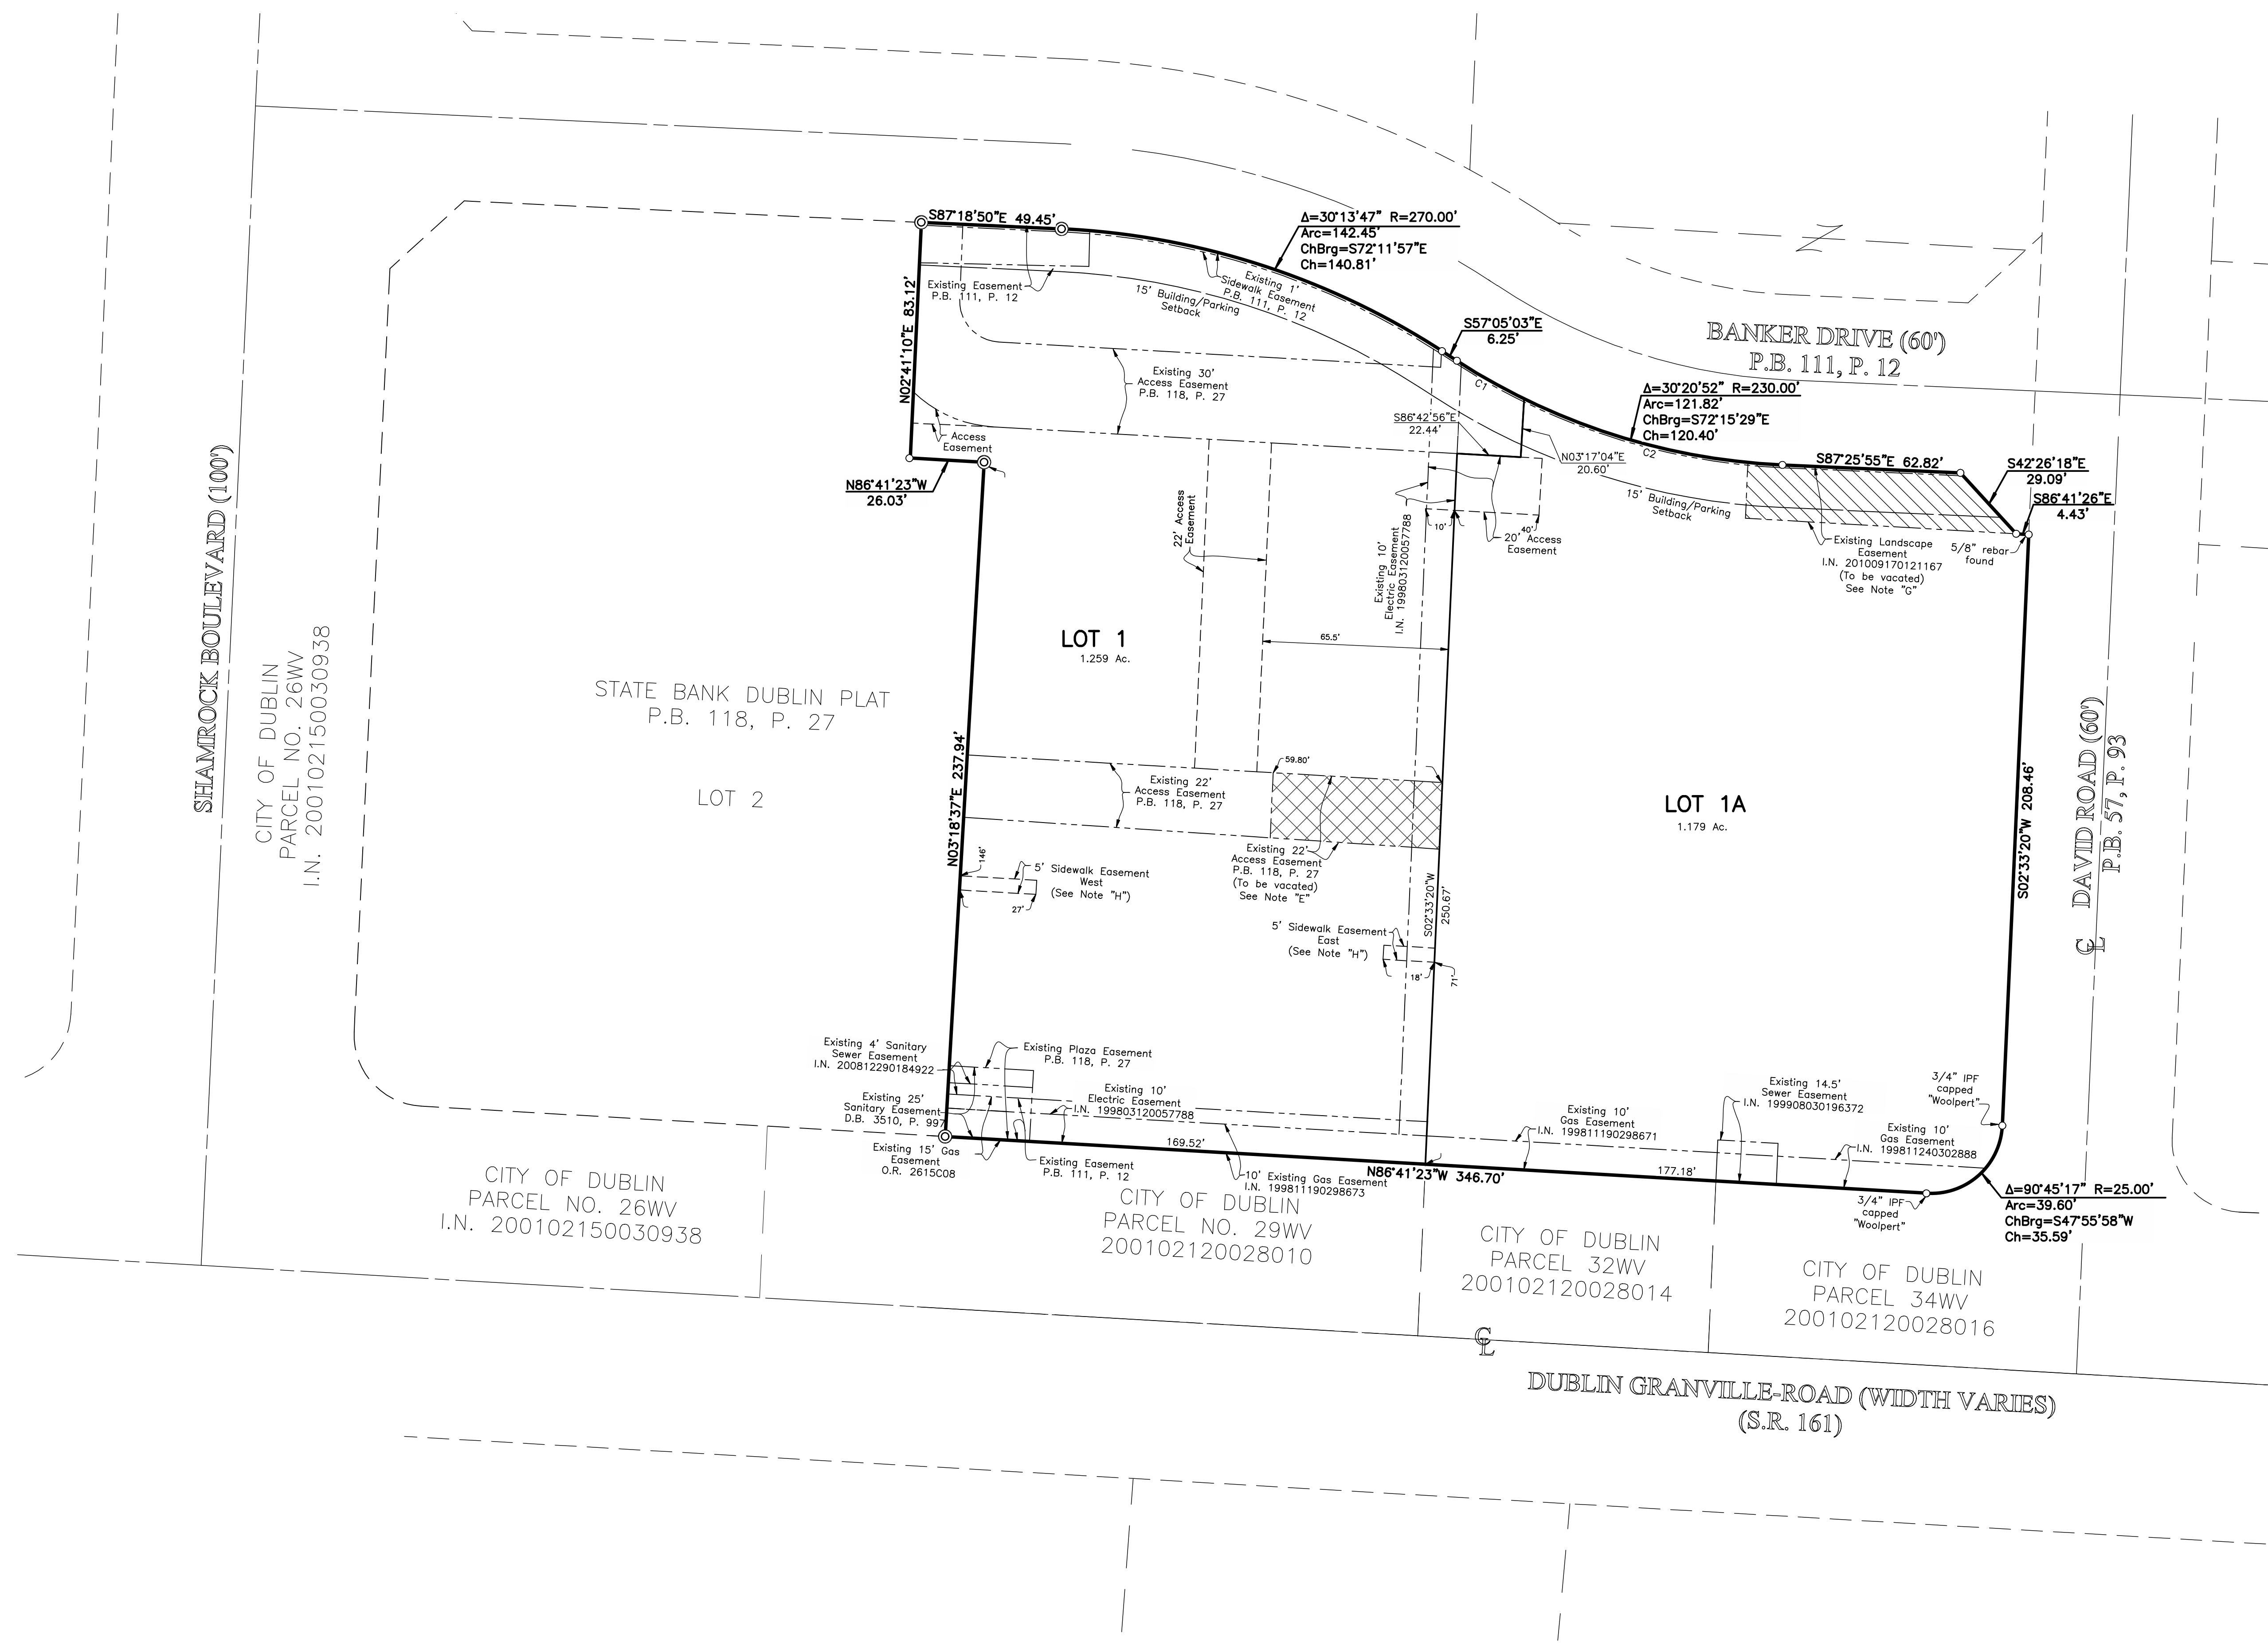 S87°18'50"E 49.45'
Δ=30°13'47" R=270.00'
Arc=142.45'
ChBrg=S72°11'57"E
Ch=140.81'
Existing Easement
P.B. 111, P. 12
Existing 1'
Sidewalk Easement
P.B. 111, P. 12
15' Building/Parking
Setback
N02°41'10"E 83.12'
S57°05'03"E
6.25'
BANKER DRIVE (60')
P.B. 111, P. 12
Existing 30'
Access Easement
P.B. 118, P. 27
C1
Δ=30°20'52" R=230.00'
Arc=121.82'
ChBrg=S72°15'29"E
Ch=120.40'
S86°42'56"E
22.44'
Access
Easement
N03°17'04"E
20.60'
C2
S87°25'55"E 62.82'
S42°26'18"E
29.09'
S86°41'26"E
4.43'
N86°41'23"W
26.03'
22' Access
Easement
Existing 10'
Electric Easement
I.N. 199803120057788
10'
40'
20' Access
Easement
15' Building/Parking
Setback
Existing Landscape
Easement
I.N. 201009170121167
(To be vacated)
See Note "G"
5/8" rebar
found
SHAMROCK BOULEVARD (100')
CITY OF DUBLIN
PARCEL NO. 26WV
I.N. 200102150030938
LOT 1
1.259 Ac.
65.5'
STATE BANK DUBLIN PLAT
P.B. 118, P. 27
LOT 2
N03°18'37"E 237.94'
Existing 22'
Access Easement
P.B. 118, P. 27
59.80'
LOT 1A
1.179 Ac.
S02°33'20"W 208.46'
DAVID ROAD (60')
P.B. 57, P. 93
CL
146'
5' Sidewalk Easement
West
(See Note "H")
27'
Existing 22'
Access Easement
P.B. 118, P. 27
(To be vacated)
See Note "E"
S02°33'20"W
250.67'
5' Sidewalk Easement
East
(See Note "H")
18'
71'
Existing 4' Sanitary
Sewer Easement
I.N. 200812290184922
Existing Plaza Easement
P.B. 118, P. 27
Existing 25'
Sanitary Easement
D.B. 3510, P. 997
Existing 10'
Electric Easement
I.N. 199803120057788
Existing 14.5'
Sewer Easement
I.N. 199908030196372
3/4" IPF
capped
"Woolpert"
Existing 10'
Gas Easement
I.N. 199811190298671
Existing 10'
Gas Easement
I.N. 199811240302888
169.52'
Existing 15' Gas
Easement
O.R. 2615C08
Existing Easement
P.B. 111, P. 12
10' Existing Gas Easement
I.N. 199811190298673
N86°41'23"W 346.70'
177.18'
3/4" IPF
capped
"Woolpert"
Δ=90°45'17" R=25.00'
Arc=39.60'
ChBrg=S47°55'58"W
Ch=35.59'
CITY OF DUBLIN
PARCEL NO. 26WV
I.N. 200102150030938
CITY OF DUBLIN
PARCEL NO. 29WV
200102120028010
CITY OF DUBLIN
PARCEL 32WV
200102120028014
CITY OF DUBLIN
PARCEL 34WV
200102120028016
CL
DUBLIN GRANVILLE-ROAD (WIDTH VARIES)
(S.R. 161)